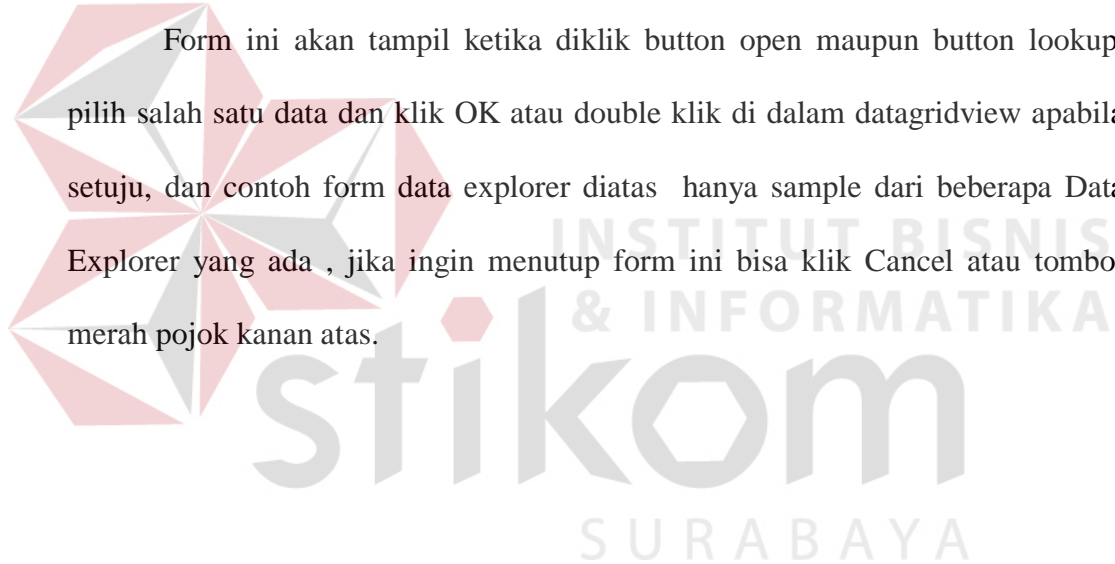 Form ini akan tampil ketika diklik button open maupun button lookup
pilih salah satu data dan klik OK atau double klik di dalam datagridview apabila
setuju, dan contoh form data explorer diatas hanya sample dari beberapa Data
Explorer yang ada , jika ingin menutup form ini bisa klik Cancel atau tombo
merah pojok kanan atas.
INSTITUT BISNIS
& INFORMATIKA
stikom
SURABAYA